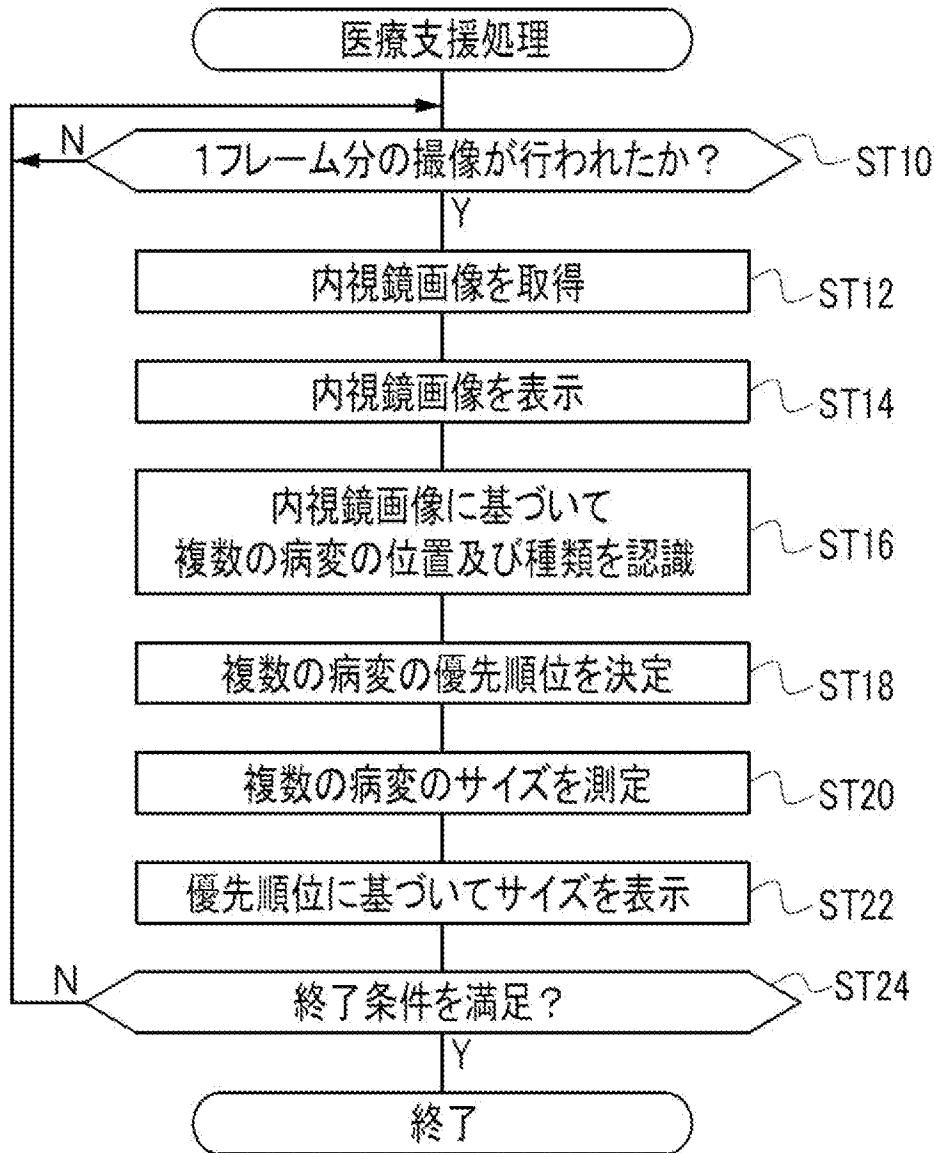 医療支援処理
N
1フレーム分の撮像が行われたか?
ST10
Y
内視鏡画像を取得
ST12
内視鏡画像を表示
ST14
内視鏡画像に基づいて
複数の病変の位置及び種類を認識
ST16
複数の病変の優先順位を決定
ST18
複数の病変のサイズを測定
ST20
優先順位に基づいてサイズを表示
ST22
N
終了条件を満足?
ST24
Y
終了